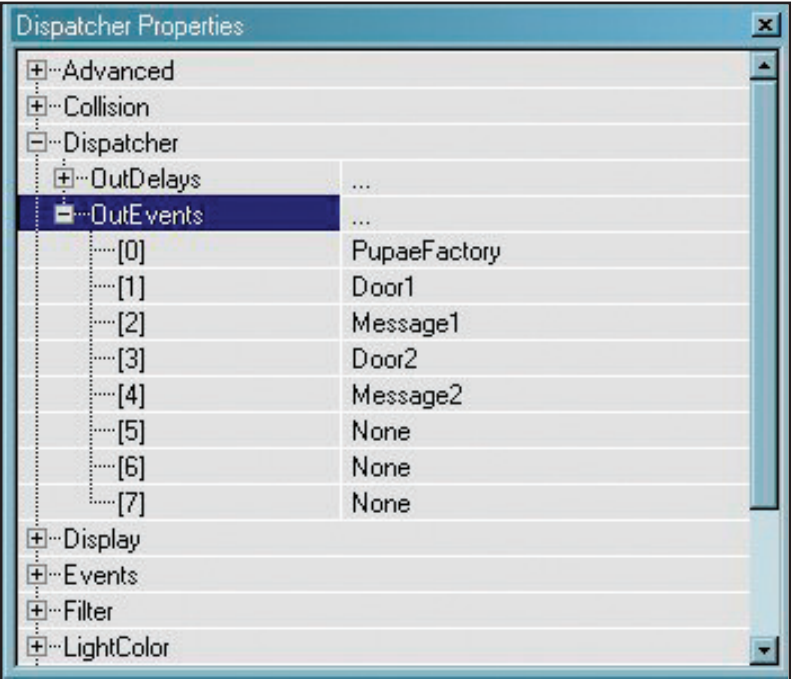 Dispatcher Properties
Advanced
Collision
Dispatcher
OutDelays ...
OutEvents ...
[0] PupaeFactory
[1] Door1
[2] Message1
[3] Door2
[4] Message2
[5] None
[6] None
[7] None
Display
Events
Filter
LightColor